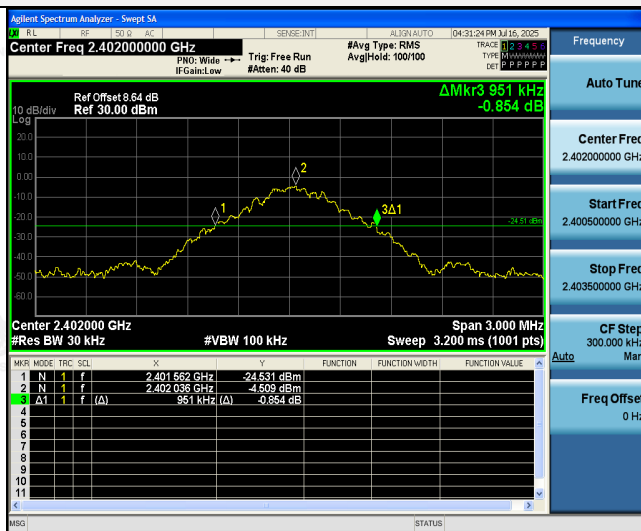 Agilent Spectrum Analyzer - Swept SA
RL RF 50 Ω AC SENSE:INT ALIGN AUTO 04:31:24 PM Jul 16, 2025
Center Freq 2.402000000 GHz
#Avg Type: RMS
TRACE 1 2 3 4 5 6
PNO: Wide
Trig: Free Run
Avg|Hold: 100/100
TYPE M
IFGain:Low
#Atten: 40 dB
DET P P P P P P
Frequency
ΔMkr3 951 kHz
-0.854 dB
Ref Offset 8.64 dB
10 dB/div
Ref 30.00 dBm
Log
20.0
10.0
0.00
-10.0
-20.0
-30.0
-40.0
-50.0
-60.0
1
2
3Δ1
-24.51 dBm
Center 2.402000 GHz
Span 3.000 MHz
#Res BW 30 kHz
#VBW 100 kHz
Sweep 3.200 ms (1001 pts)
MKR MODE TRC SCL X Y FUNCTION FUNCTION WIDTH FUNCTION VALUE
1 N 1 f 2.401 562 GHz -24.531 dBm
2 N 1 f 2.402 036 GHz -4.509 dBm
3 Δ1 1 f (Δ) 951 kHz (Δ) -0.854 dB
4
5
6
7
8
9
10
11
MSG STATUS
Auto Tune
Center Freq
2.402000000 GHz
Start Freq
2.400500000 GHz
Stop Freq
2.403500000 GHz
CF Step
300.000 kHz
Auto Man
Freq Offset
0 Hz